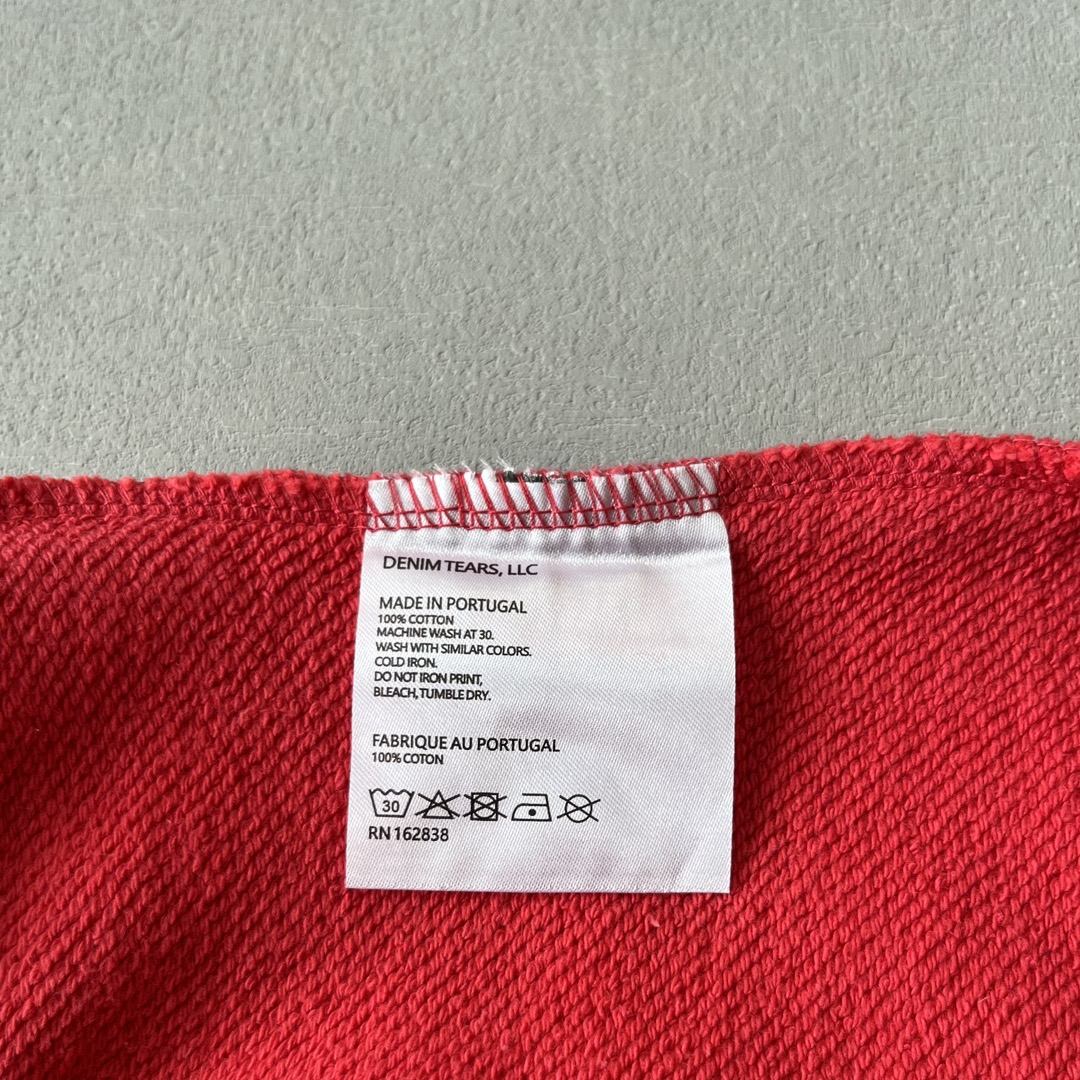 DENIM TEARS, LLC
MADE IN PORTUGAL
100% COTTON
MACHINE WASH AT 30.
WASH WITH SIMILAR COLORS.
COLD IRON.
DO NOT IRON PRINT,
BLEACH, TUMBLE DRY.
FABRIQUE AU PORTUGAL
100% COTON
30
RN 162838